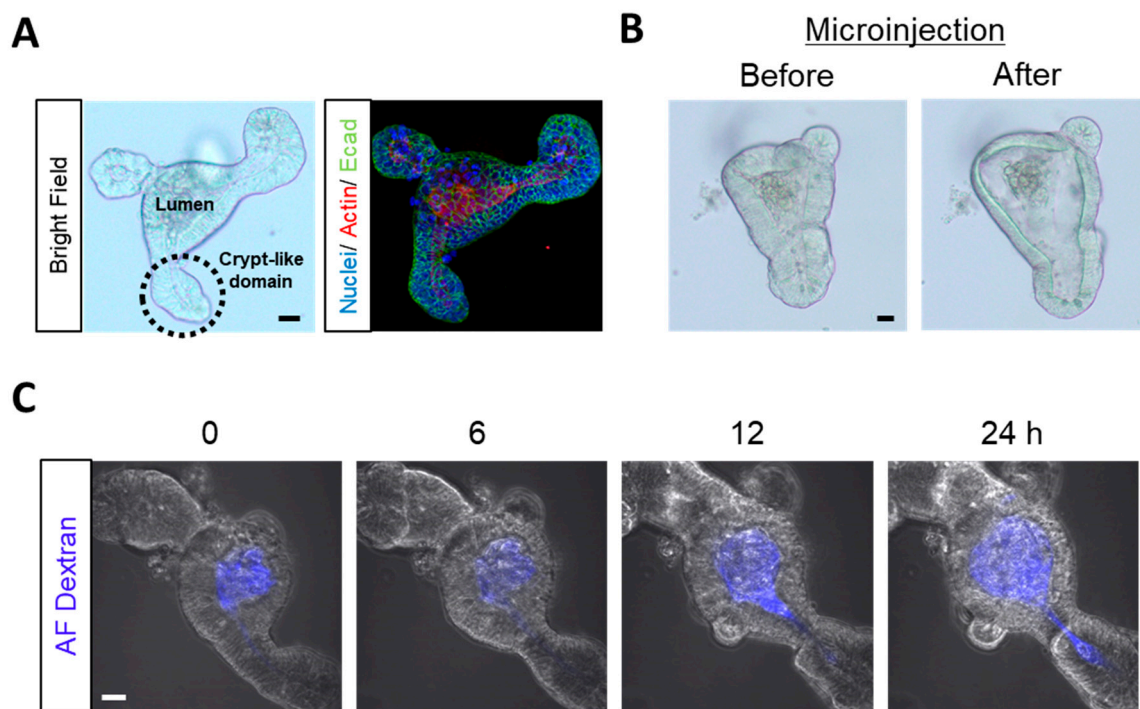 A
Bright Field
Lumen
Crypt-like
domain
Nuclei/ Actin/ Ecad
B
Microinjection
Before
After
C
0
6
12
24 h
AF Dextran